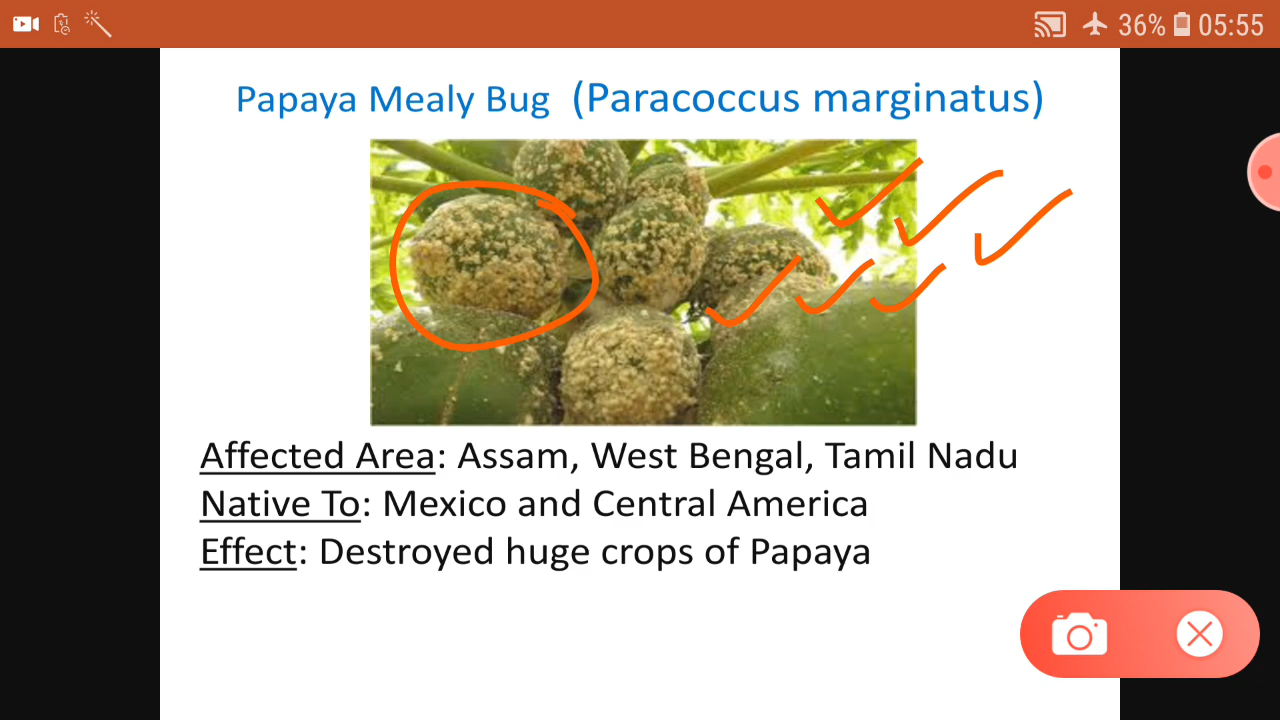 36% 05:55
Papaya Mealy Bug (Paracoccus marginatus)
Affected Area: Assam, West Bengal, Tamil Nadu
Native To: Mexico and Central America
Effect: Destroyed huge crops of Papaya